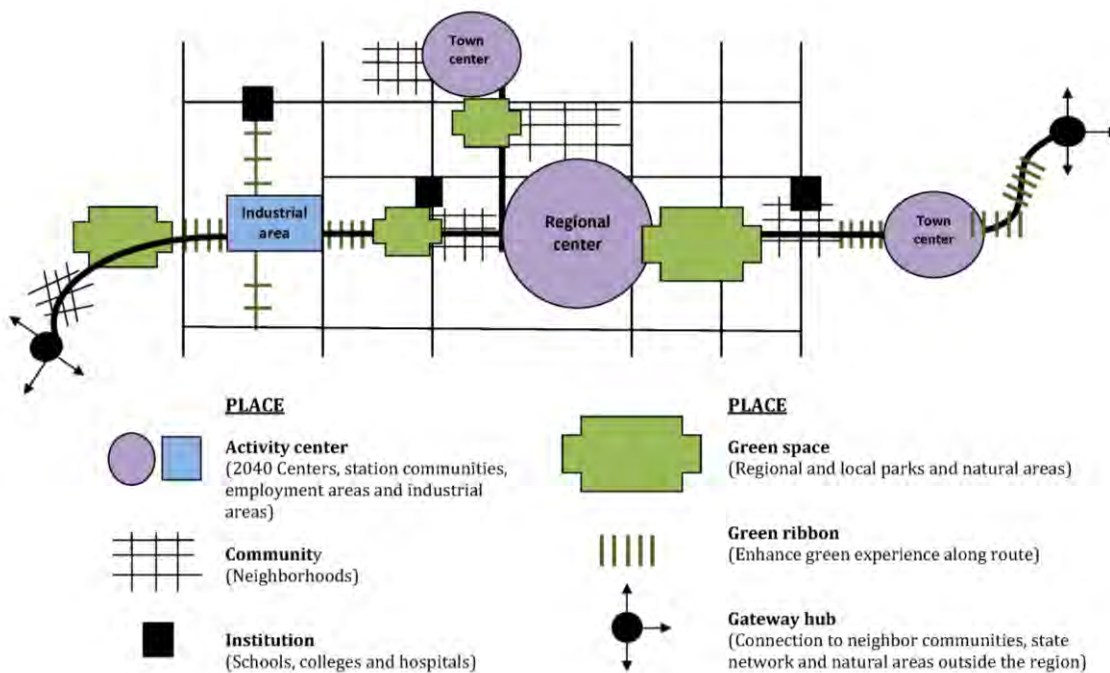 Town
center
Industrial
area
Regional
center
Town
center
PLACE
Activity center
(2040 Centers, station communities,
employment areas and industrial
areas)
Community
(Neighborhoods)
Institution
(Schools, colleges and hospitals)
PLACE
Green space
(Regional and local parks and natural areas)
Green ribbon
(Enhance green experience along route)
Gateway hub
(Connection to neighbor communities, state
network and natural areas outside the region)